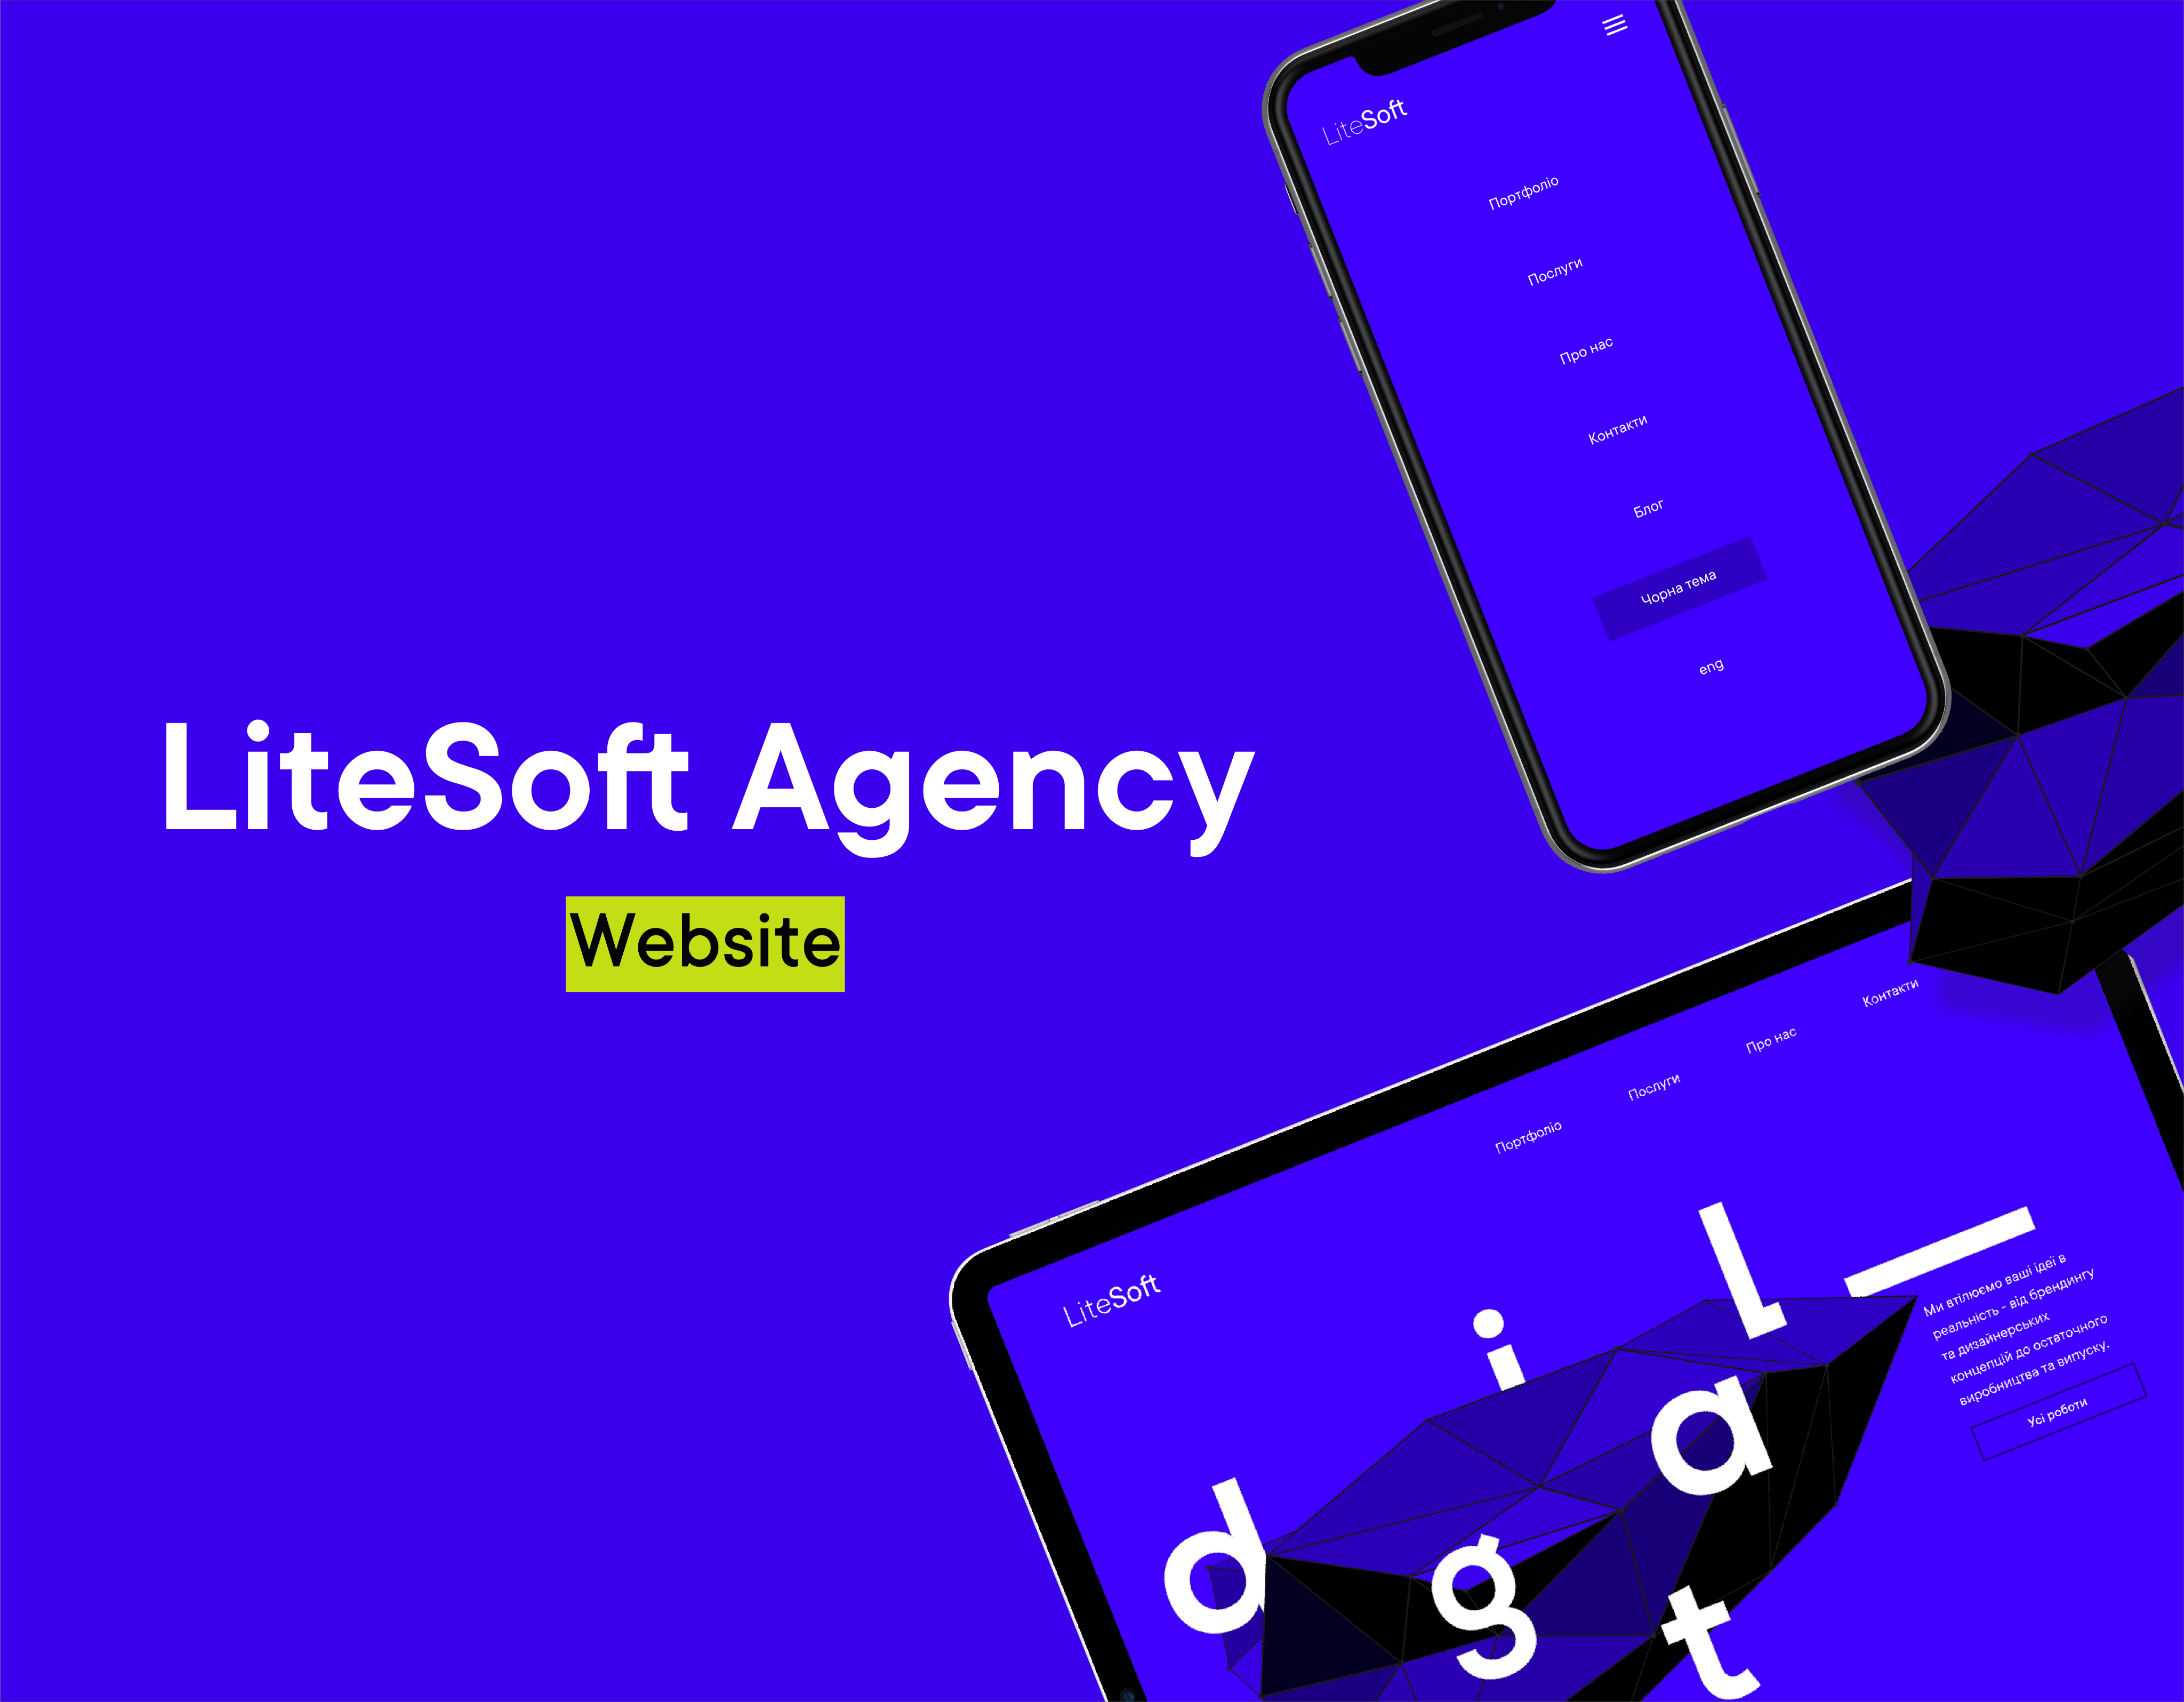 LiteSoft Agency
Website
LiteSoft
Портфоліо
Послуги
Про нас
Контакти
Блог
Чорна тема
eng
LiteSoft
Портфоліо
Послуги
Про нас
Контакти
d i g i t a l
Ми втілюємо ваші ідеї в
реальність - від брендингу
та дизайнерських
концепцій до остаточного
виробництва та випуску.
Усі роботи